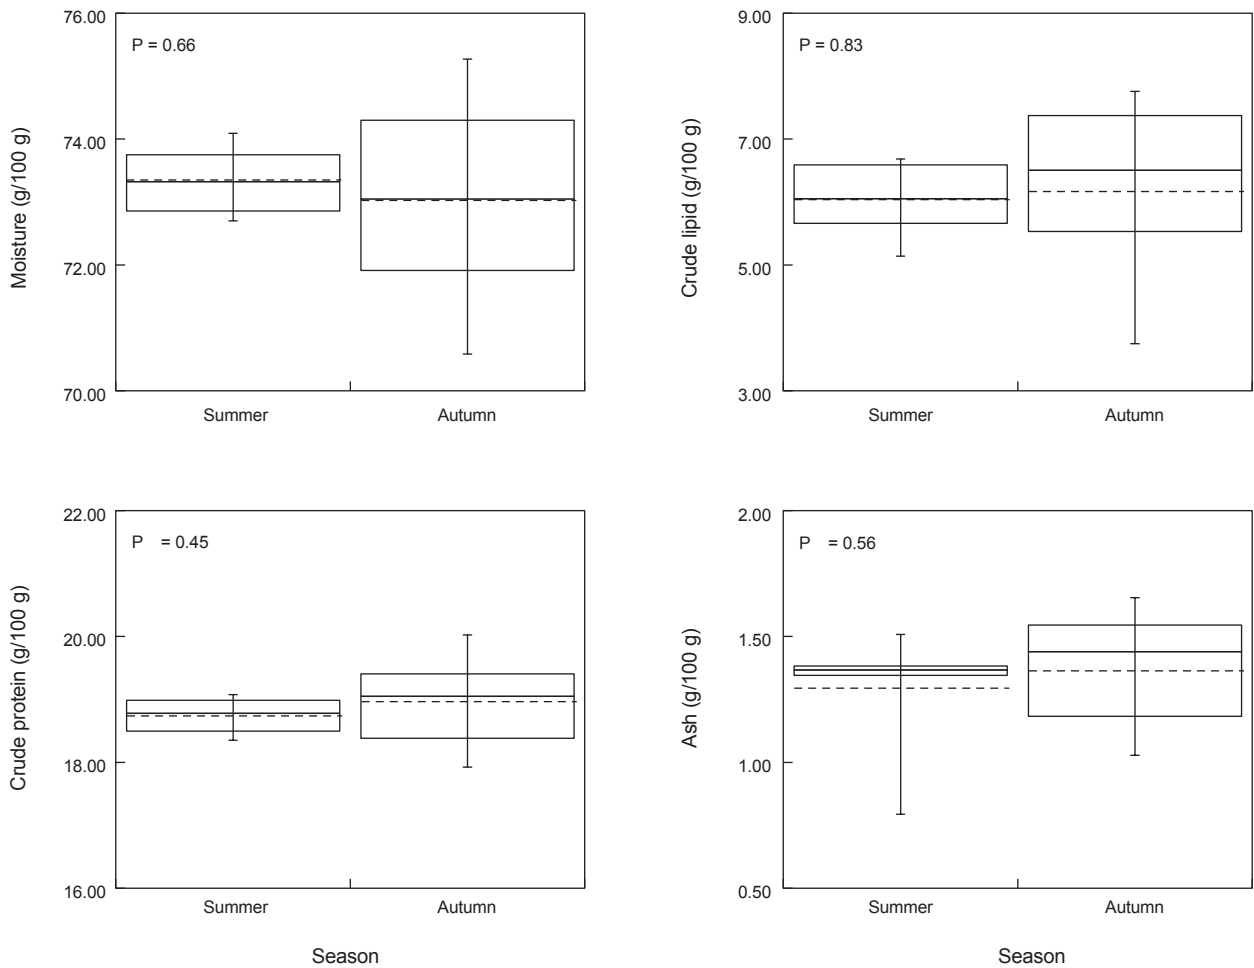 Moisture (g/100 g)
76.00
74.00
72.00
70.00
P = 0.66
Summer
Autumn
Crude lipid (g/100 g)
9.00
7.00
5.00
3.00
P = 0.83
Summer
Autumn
Crude protein (g/100 g)
22.00
20.00
18.00
16.00
P = 0.45
Summer
Autumn
Season
Ash (g/100 g)
2.00
1.50
1.00
0.50
P = 0.56
Summer
Autumn
Season